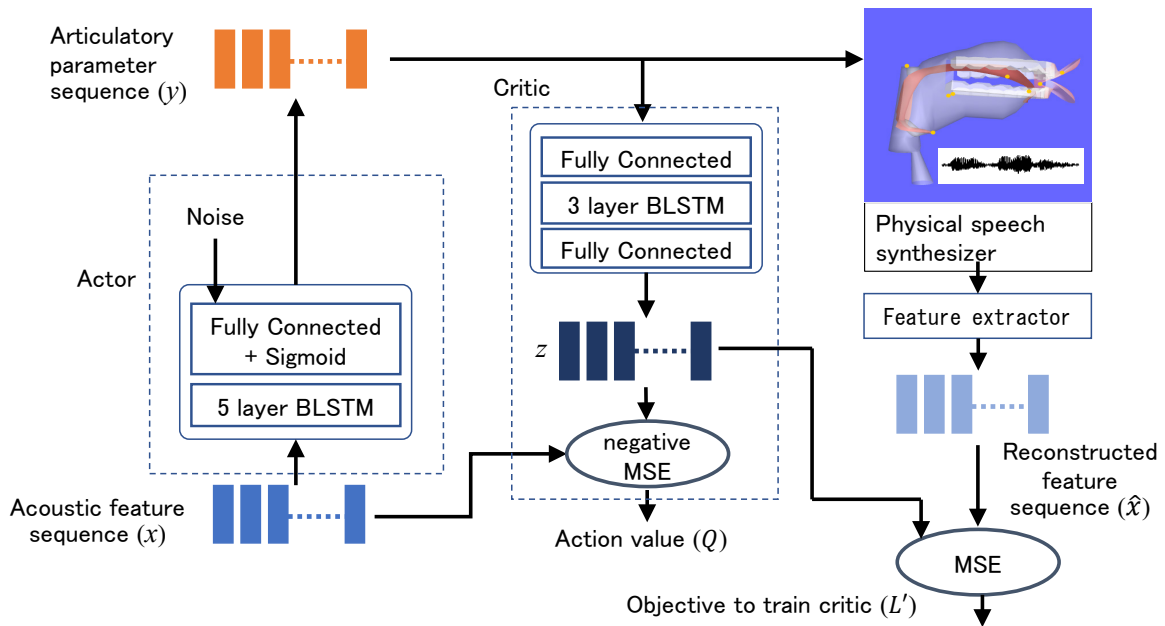 Articulatory
parameter
sequence (y)
Critic
Fully Connected
3 layer BLSTM
Fully Connected
Physical speech
synthesizer
Noise
Actor
Fully Connected
+ Sigmoid
5 layer BLSTM
Feature extractor
z
negative
MSE
Reconstructed
feature
sequence (x̂)
Acoustic feature
sequence (x)
Action value (Q)
MSE
Objective to train critic (L′)